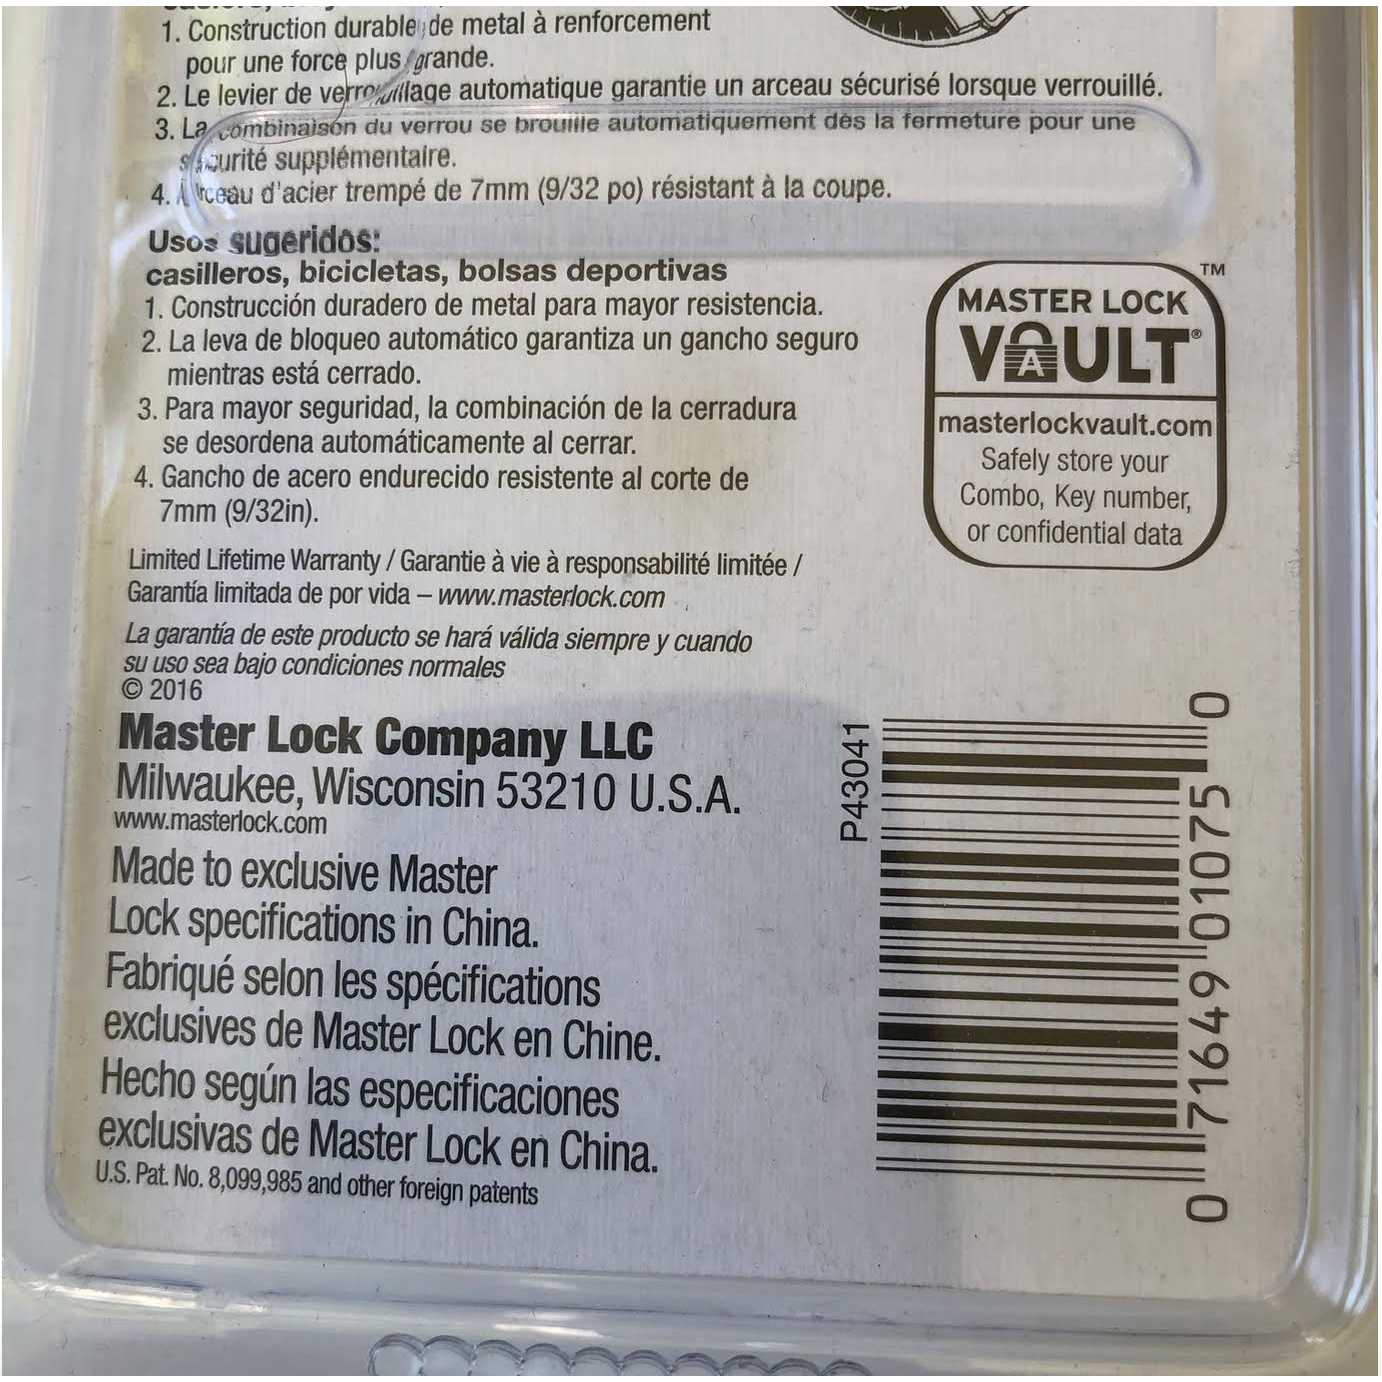 1. Construction durable de metal à renforcement
pour une force plus grande.
2. Le levier de verrouillage automatique garantie un arceau sécurisé lorsque verrouillé.
3. La combinaison du verrou se brouille automatiquement dès la fermeture pour une
sécurité supplémentaire.
4. Arceau d'acier trempé de 7mm (9/32 po) résistant à la coupe.
Usos sugeridos:
casilleros, bicicletas, bolsas deportivas
1. Construcción duradero de metal para mayor resistencia.
2. La leva de bloqueo automático garantiza un gancho seguro
mientras está cerrado.
3. Para mayor seguridad, la combinación de la cerradura
se desordena automáticamente al cerrar.
4. Gancho de acero endurecido resistente al corte de
7mm (9/32in).
Limited Lifetime Warranty / Garantie à vie à responsabilité limitée /
Garantía limitada de por vida – www.masterlock.com
La garantía de este producto se hará válida siempre y cuando
su uso sea bajo condiciones normales
© 2016
Master Lock Company LLC
Milwaukee, Wisconsin 53210 U.S.A.
www.masterlock.com
Made to exclusive Master
Lock specifications in China.
Fabriqué selon les spécifications
exclusives de Master Lock en Chine.
Hecho según las especificaciones
exclusivas de Master Lock en China.
U.S. Pat. No. 8,099,985 and other foreign patents
MASTER LOCK ™
VAULT®
masterlockvault.com
Safely store your
Combo, Key number,
or confidential data
P43041
0 71649 01075 0